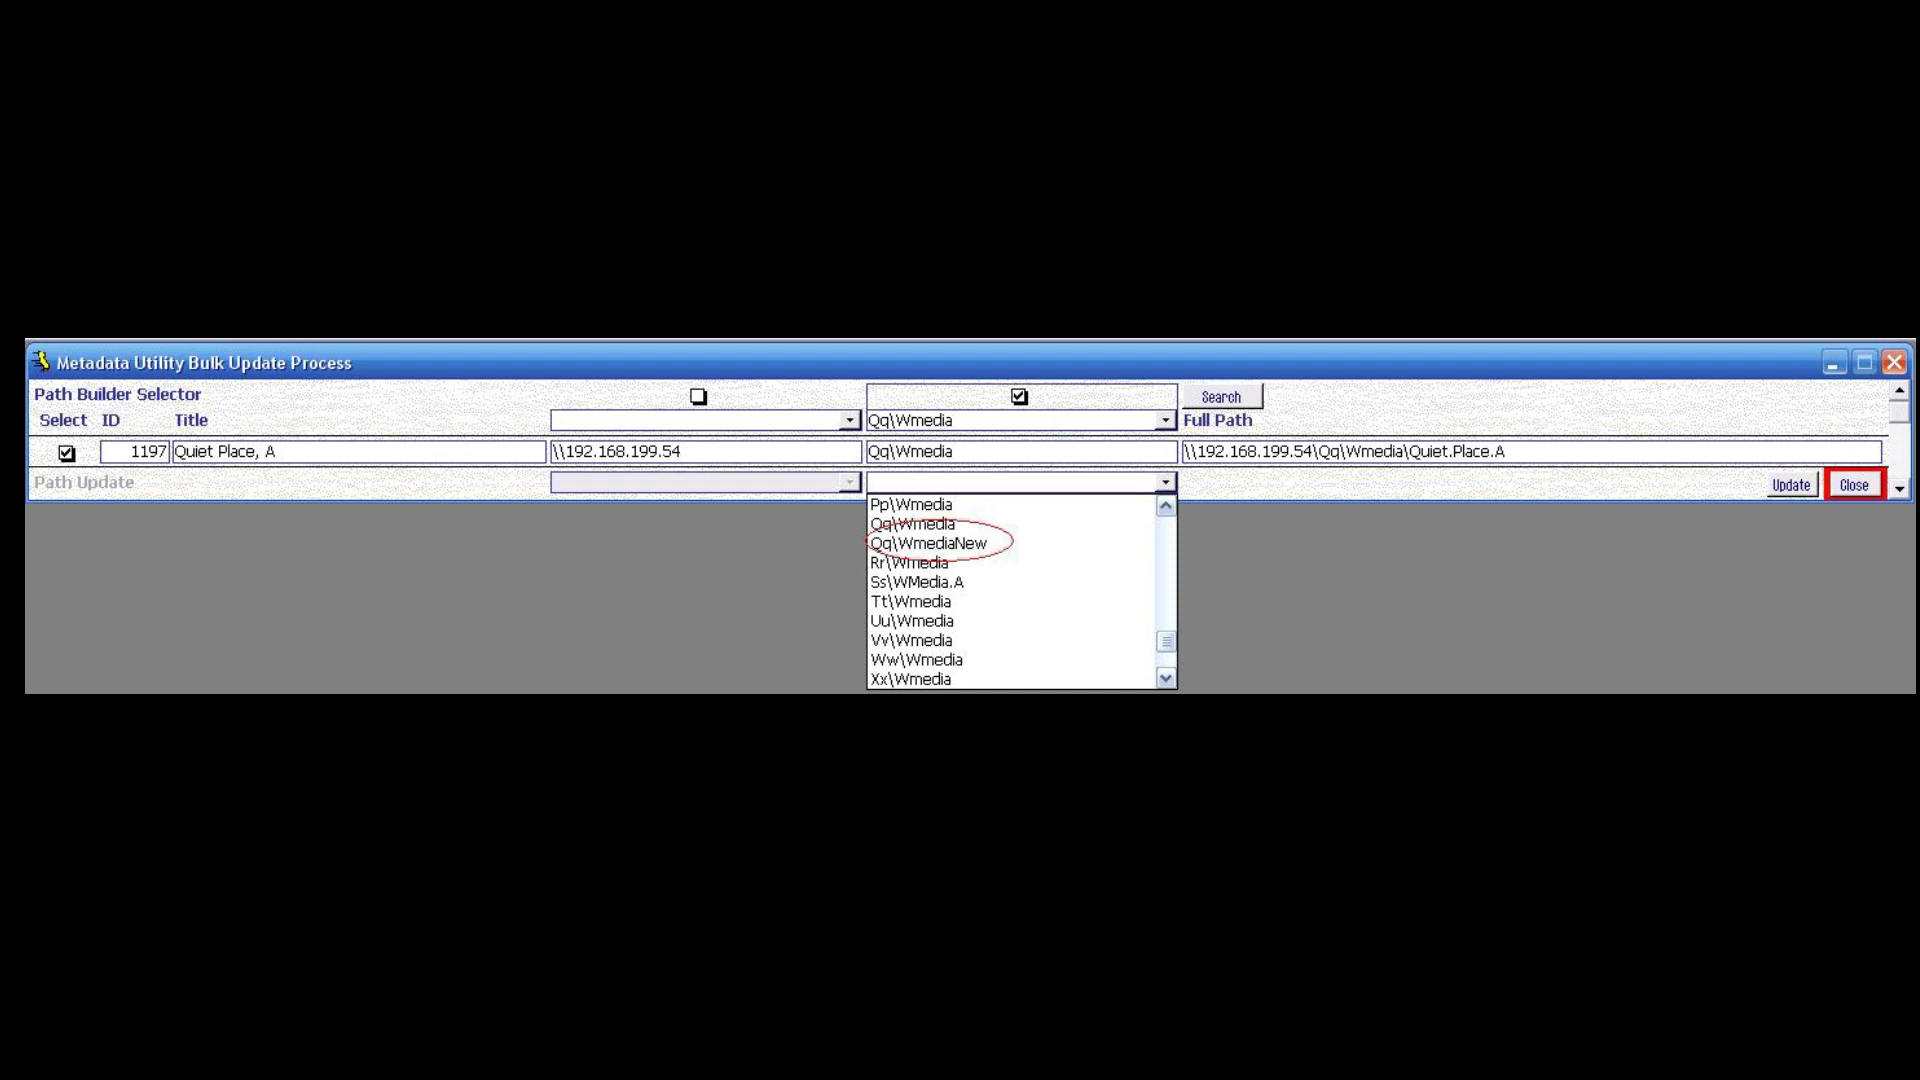 Metadata Utility Bulk Update Process
Path Builder Selector Search
Select ID Title Qq\Wmedia Full Path
1197 Quiet Place, A \\192.168.199.54 Qq\Wmedia \\192.168.199.54\Qq\Wmedia\Quiet.Place.A
Path Update Update Close
Pp\Wmedia
Qq\Wmedia
Qq\WmediaNew
Rr\Wmedia
Ss\WMedia.A
Tt\Wmedia
Uu\Wmedia
Vv\Wmedia
Ww\Wmedia
Xx\Wmedia